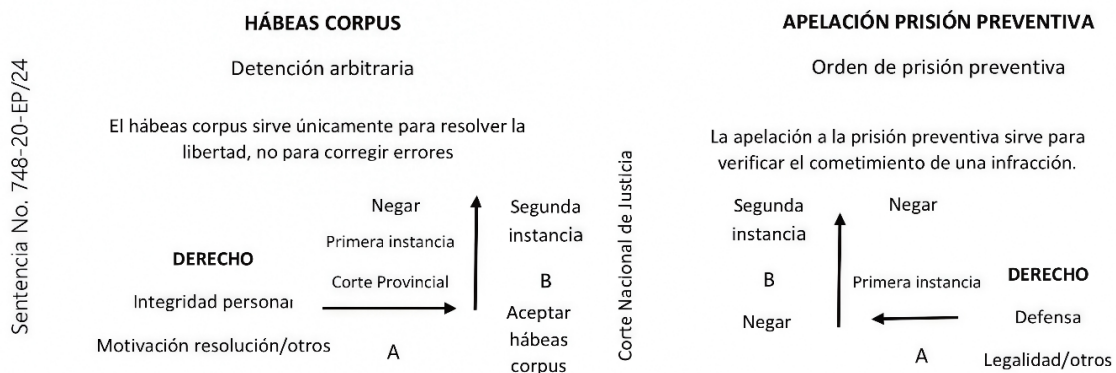 Sentencia No. 748-20-EP/24
HÁBEAS CORPUS
Detención arbitraria
El hábeas corpus sirve únicamente para resolver la
libertad, no para corregir errores
Negar
Primera instancia
Corte Provincial
DERECHO
Integridad personal
Motivación resolución/otros
A
Segunda
instancia
B
Aceptar
hábeas
corpus
Corte Nacional de Justicia
APELACIÓN PRISIÓN PREVENTIVA
Orden de prisión preventiva
La apelación a la prisión preventiva sirve para
verificar el cometimiento de una infracción.
Segunda
instancia
B
Negar
Negar
Primera instancia
A
DERECHO
Defensa
Legalidad/otros